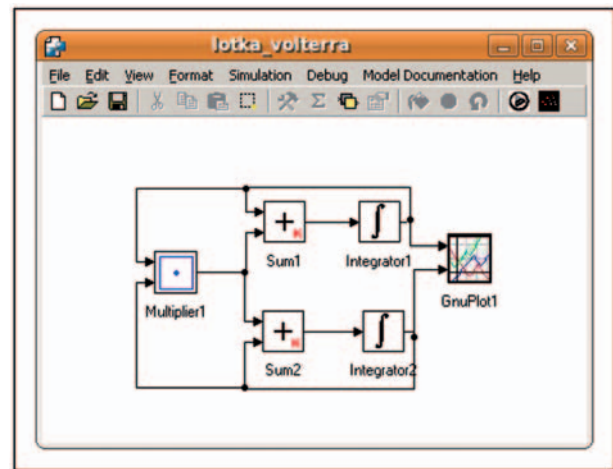 lotka_volterra
File Edit View Format Simulation Debug Model Documentation Help
Sum1 Integrator1
GnuPlot1
Multiplier1
Sum2 Integrator2